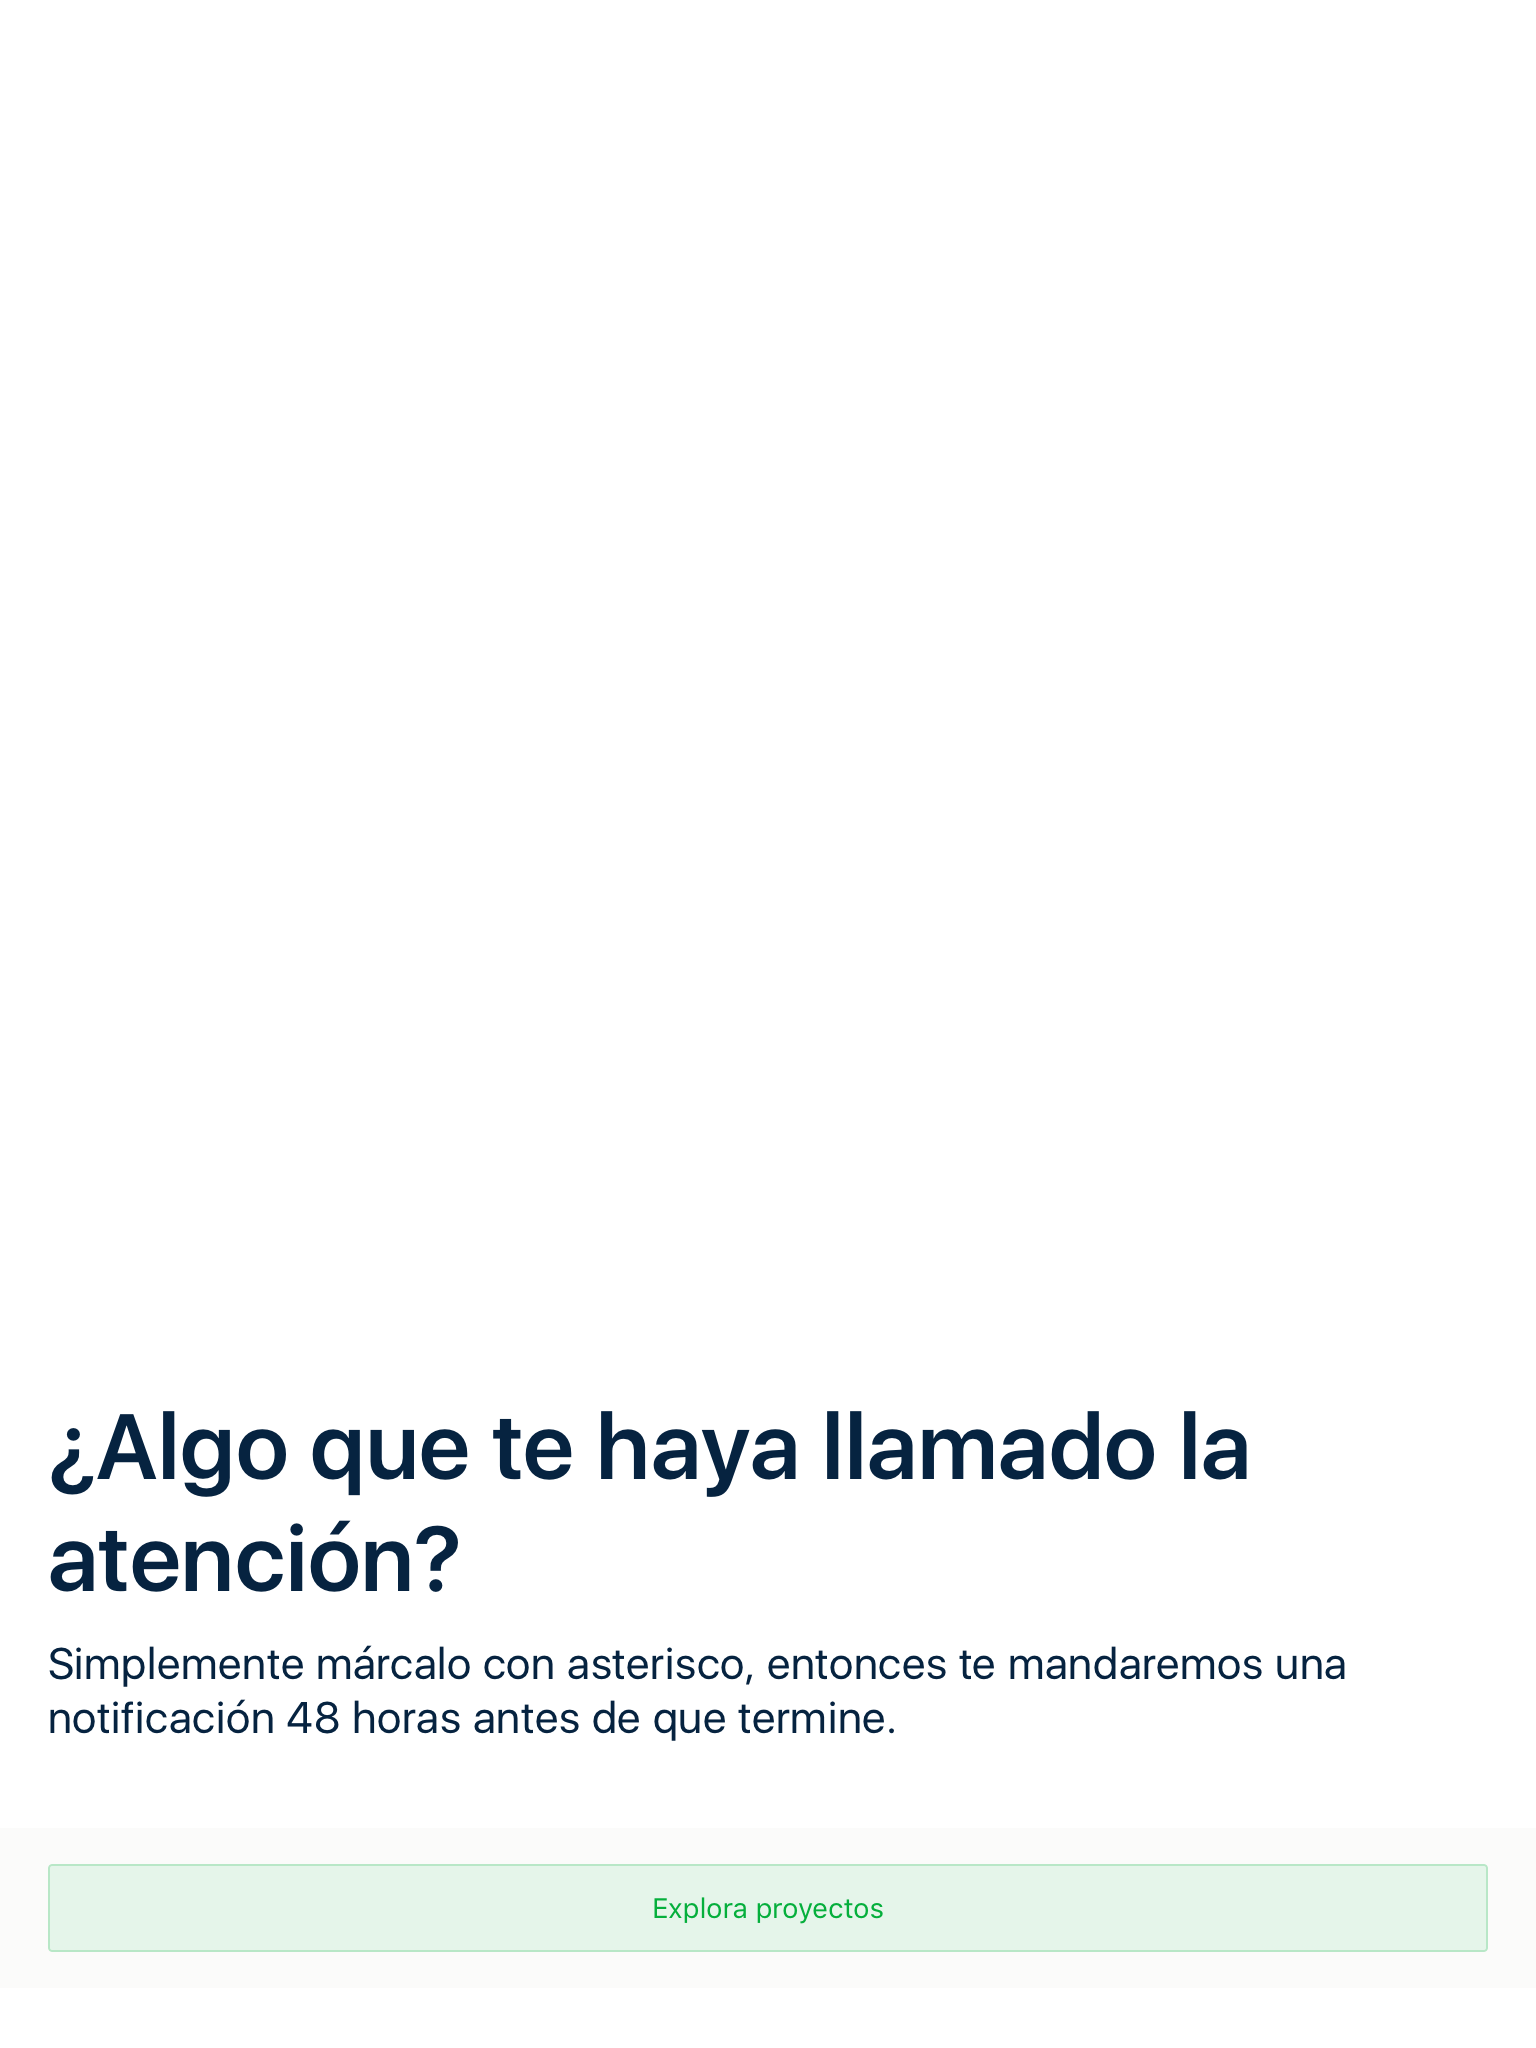 ¿Algo que te haya llamado la
atención?
Simplemente márcalo con asterisco, entonces te mandaremos una
notificación 48 horas antes de que termine.
Explora proyectos